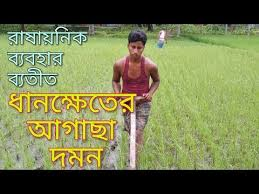 রাষায়নিক
ব্যবহার
ব্যতীত
ধানক্ষেতের
আগাছা
দমন